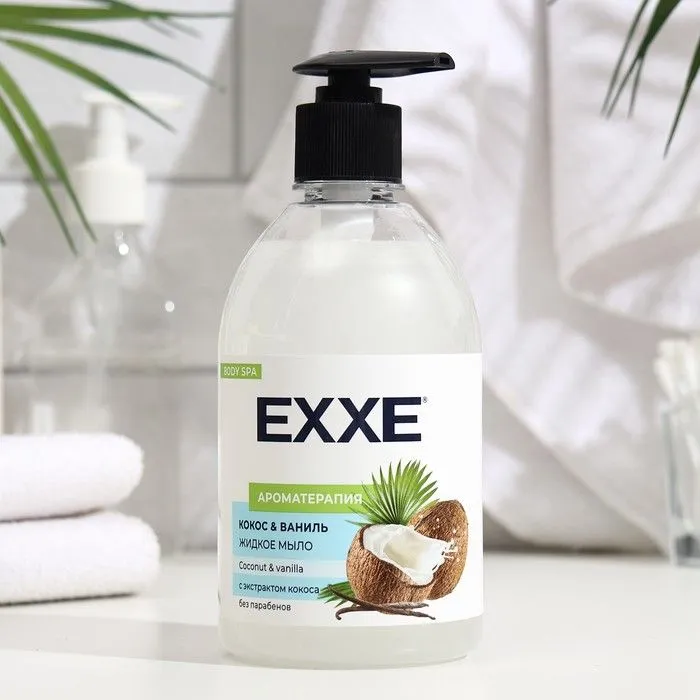 BODY SPA
EXXE®
АРОМАТЕРАПИЯ
КОКОС & ВАНИЛЬ
ЖИДКОЕ МЫЛО
Coconut & vanilla
с экстрактом кокоса
без парабенов